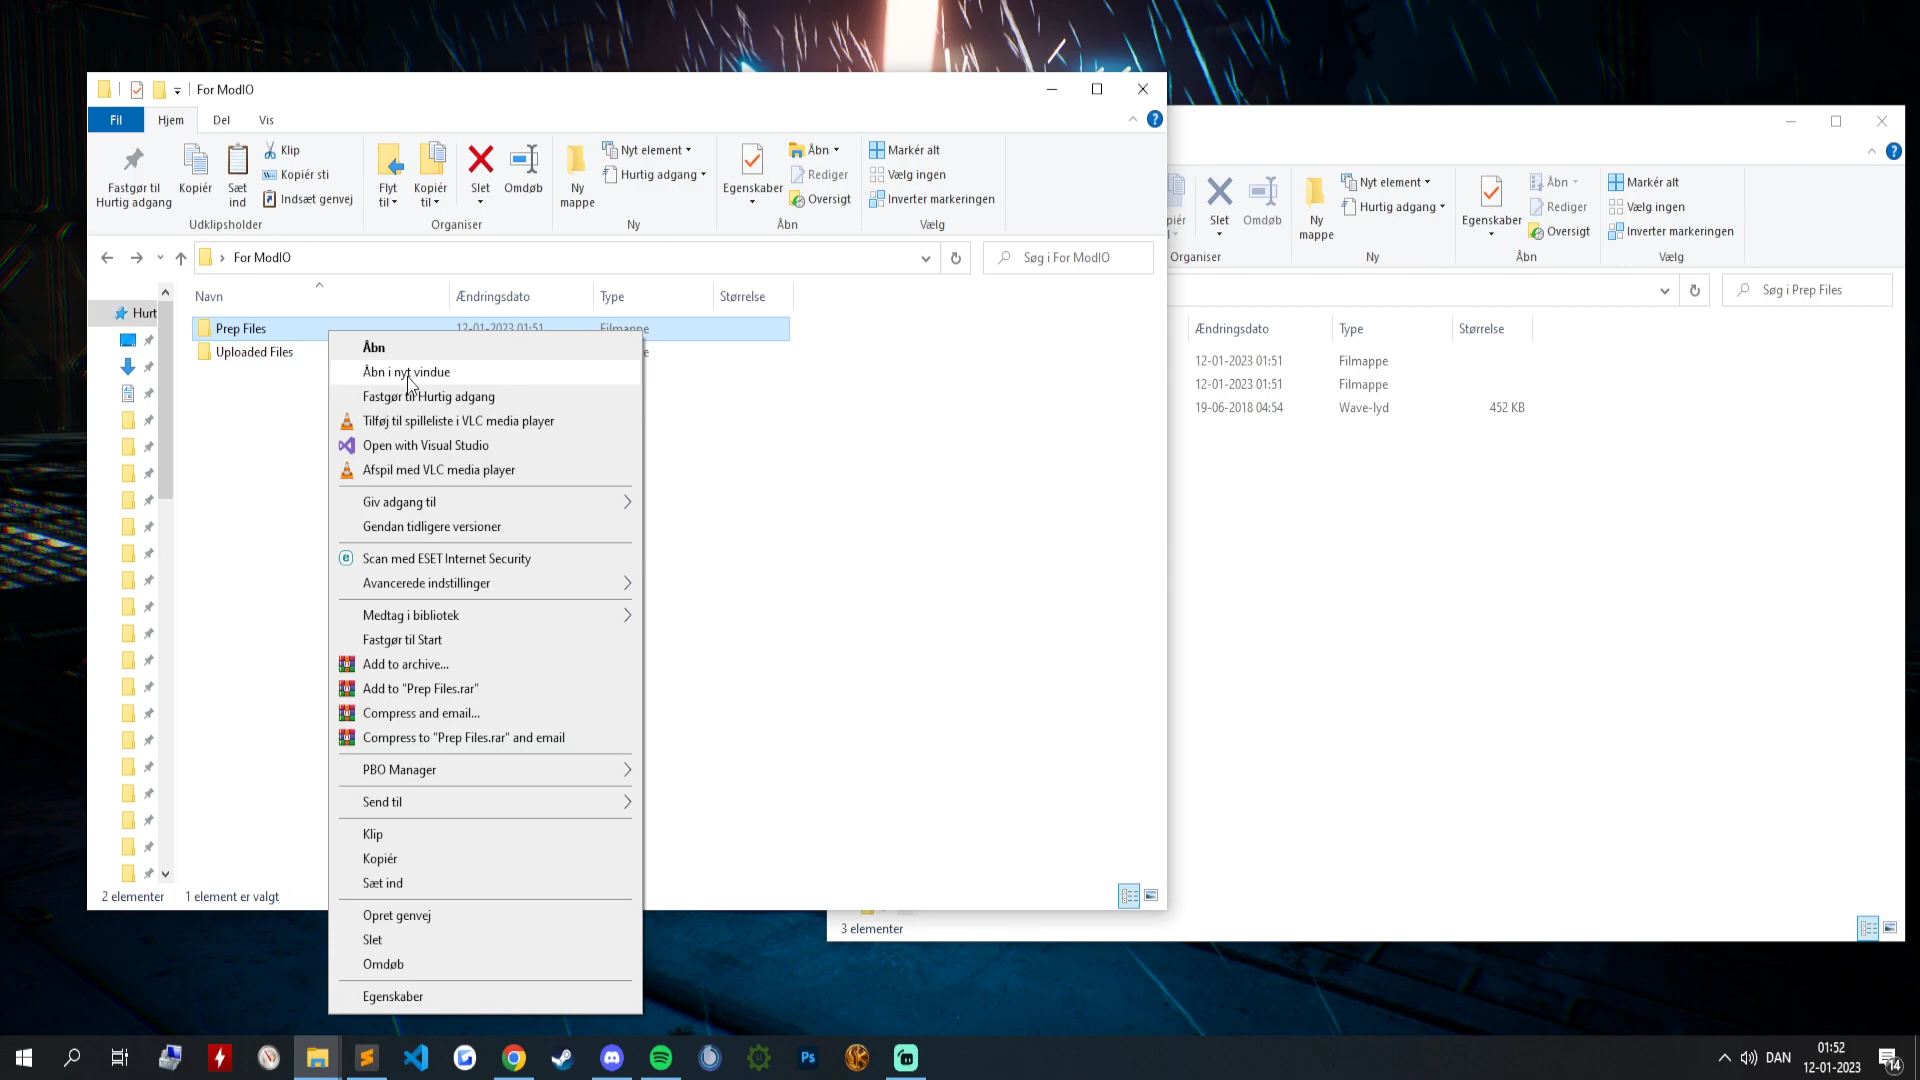 For ModIO
Fil
Hjem
Del
Vis
Fastgør til
Hurtig adgang
Kopiér
Sæt
ind
Klip
Kopiér sti
Indsæt genvej
Udklipsholder
Flyt
til
Kopiér
til
Slet
Omdøb
Organiser
Ny
mappe
Nyt element
Hurtig adgang
Ny
Egenskaber
Åbn
Rediger
Oversigt
Åbn
Markér alt
Vælg ingen
Inverter markeringen
Vælg
For ModIO
Søg i For ModIO
Navn
Ændringsdato
Type
Størrelse
Hurt
Prep Files
12-01-2023 01:51
Filmappe
Uploaded Files
Åbn
Åbn i nyt vindue
Fastgør til Hurtig adgang
Tilføj til spilleliste i VLC media player
Open with Visual Studio
Afspil med VLC media player
Giv adgang til
Gendan tidligere versioner
Scan med ESET Internet Security
Avancerede indstillinger
Medtag i bibliotek
Fastgør til Start
Add to archive...
Add to "Prep Files.rar"
Compress and email...
Compress to "Prep Files.rar" and email
PBO Manager
Send til
Klip
Kopiér
Sæt ind
Opret genvej
Slet
Omdøb
Egenskaber
2 elementer
1 element er valgt
Slet
Omdøb
Organiser
Ny
mappe
Nyt element
Hurtig adgang
Ny
Egenskaber
Åbn
Rediger
Oversigt
Åbn
Markér alt
Vælg ingen
Inverter markeringen
Vælg
Søg i Prep Files
Ændringsdato
Type
Størrelse
12-01-2023 01:51
Filmappe
12-01-2023 01:51
Filmappe
19-06-2018 04:54
Wave-lyd
452 KB
3 elementer
Ps
DAN
01:52
12-01-2023
14